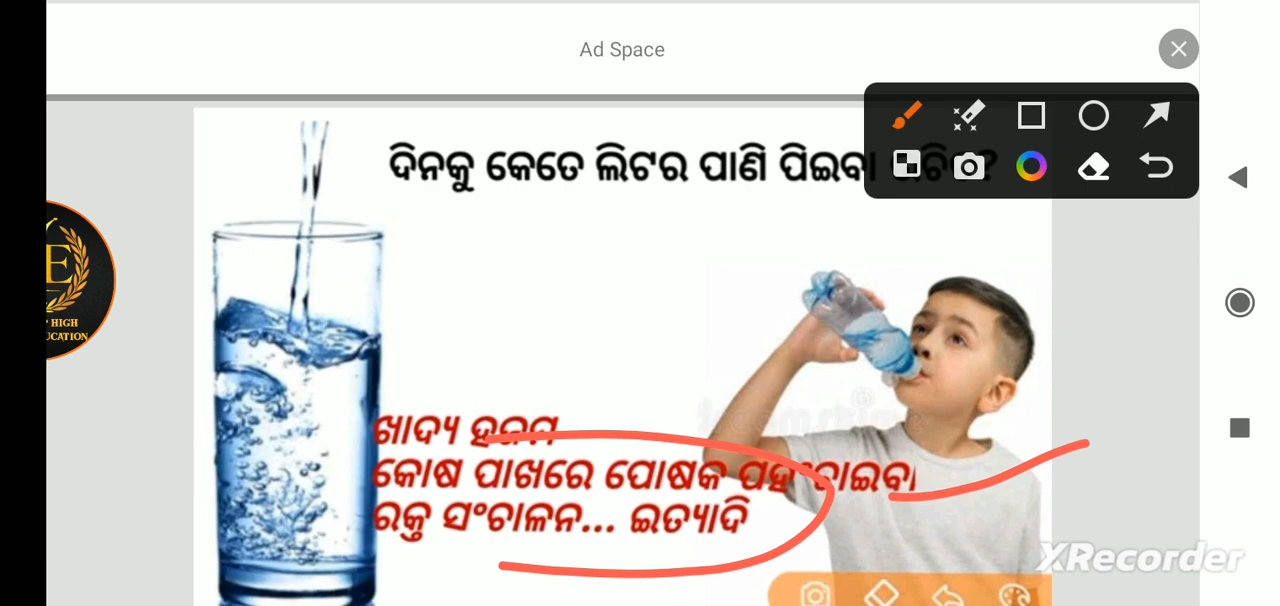 Ad Space
ଦିନକୁ କେତେ ଲିଟର ପାଣି ପିଇବା
E
HIGH
UCATION
ଖାଦ୍ୟ ହଜମ
କୋଷ ପାଖରେ ପୋଷକ
ରକ୍ତ ସଂଚାଳନ... ଇତ୍ୟାଦି
XRecorder